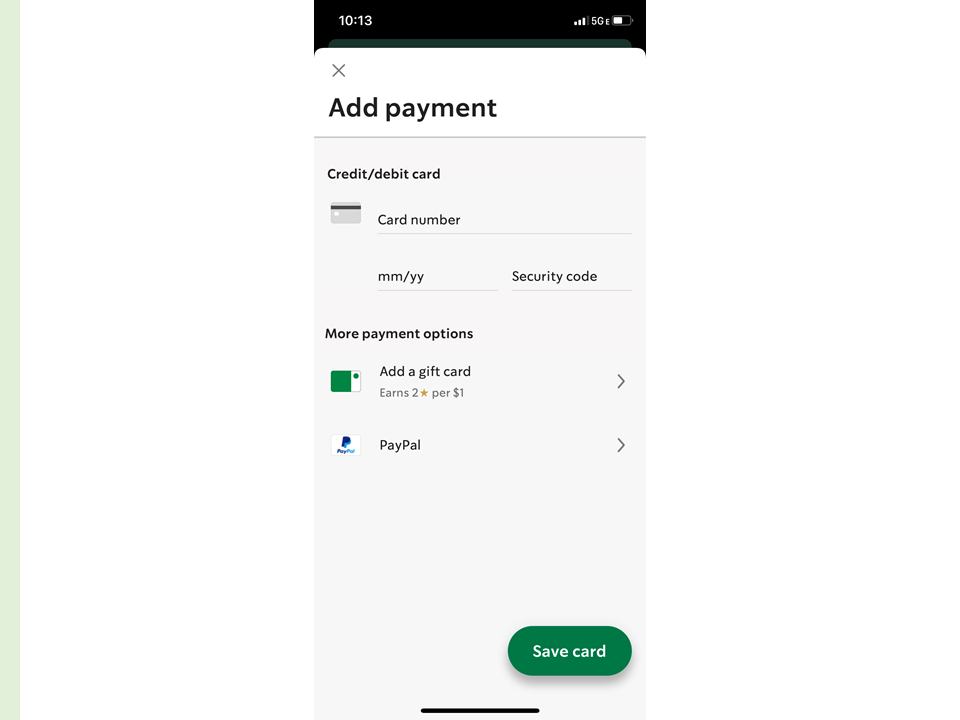 10:13 5GE
Add payment
Credit/debit card
Card number
mm/yy Security code
More payment options
Add a gift card
Earns 2★ per $1
PayPal PayPal
Save card